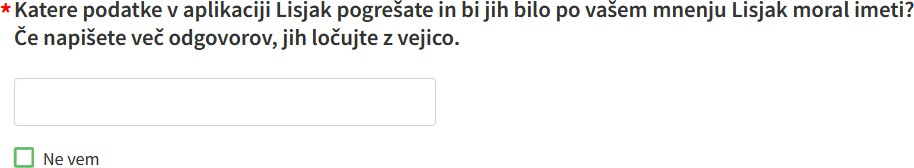 *Katere podatke v aplikaciji Lisjak pogrešate in bi jih bilo po vašem mnenju Lisjak moral imeti?
Če napišete več odgovorov, jih ločujte z vejico.
Ne vem